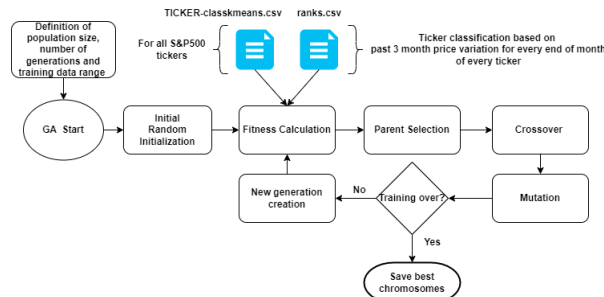 TICKER-classkmeans.csv
ranks.csv
Definition of
population size,
number of
generations and
training data range
For all S&P500
tickers
Ticker classification based on
past 3 month price variation for every end of month
of every ticker
GA Start
Initial
Random
Initialization
Fitness Calculation
Parent Selection
Crossover
New generation
creation
No
Training over?
Mutation
Yes
Save best
chromosomes